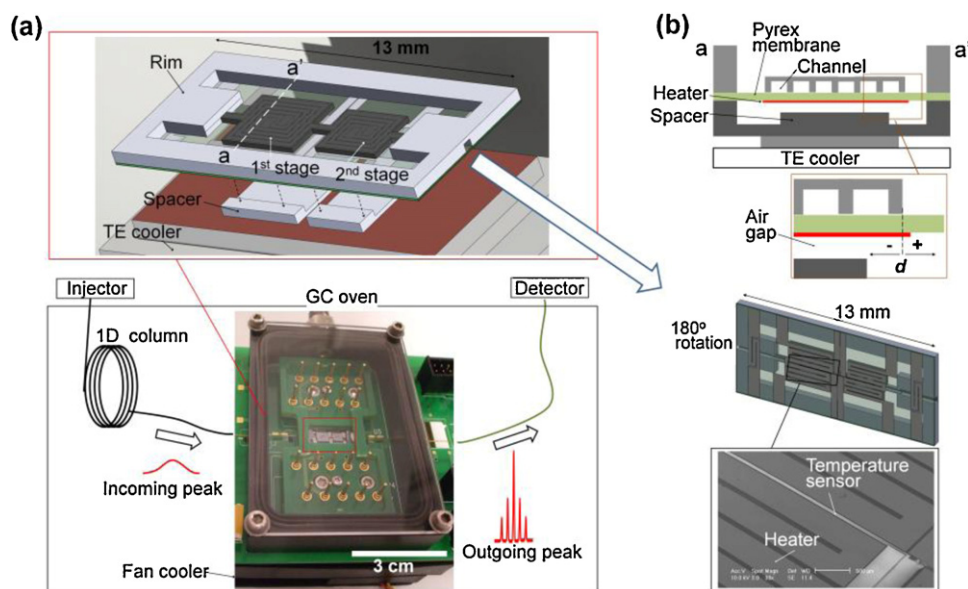 (a)
13 mm
Rim
a'
a
1st stage
2nd stage
Spacer
TE cooler
Injector
GC oven
Detector
1D column
Incoming peak
Outgoing peak
3 cm
Fan cooler
(b)
a
Pyrex
membrane
a'
Channel
Heater
Spacer
TE cooler
Air
gap
- +
d
13 mm
180º
rotation
Temperature
sensor
Heater